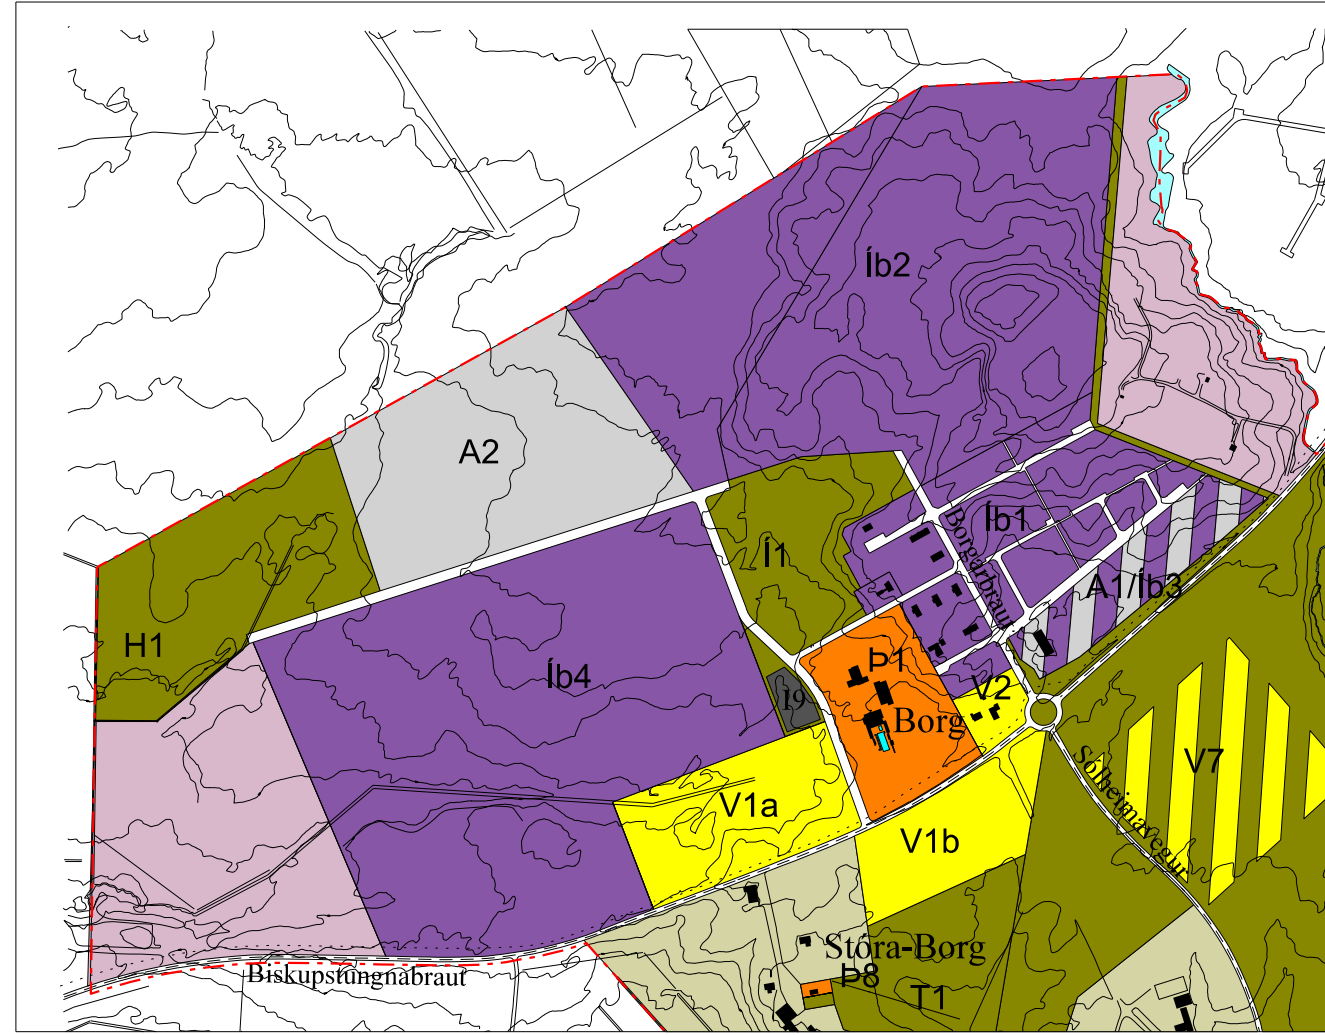 Íb2
A2
Íb1
Borgarbraut
Í1
A1/Íb3
H1
Íb4
Þ1
V2
I9
Borg
V7
Sólheimavegur
V1a
V1b
Stóra-Borg
Þ8
T1
Biskupstungnabraut